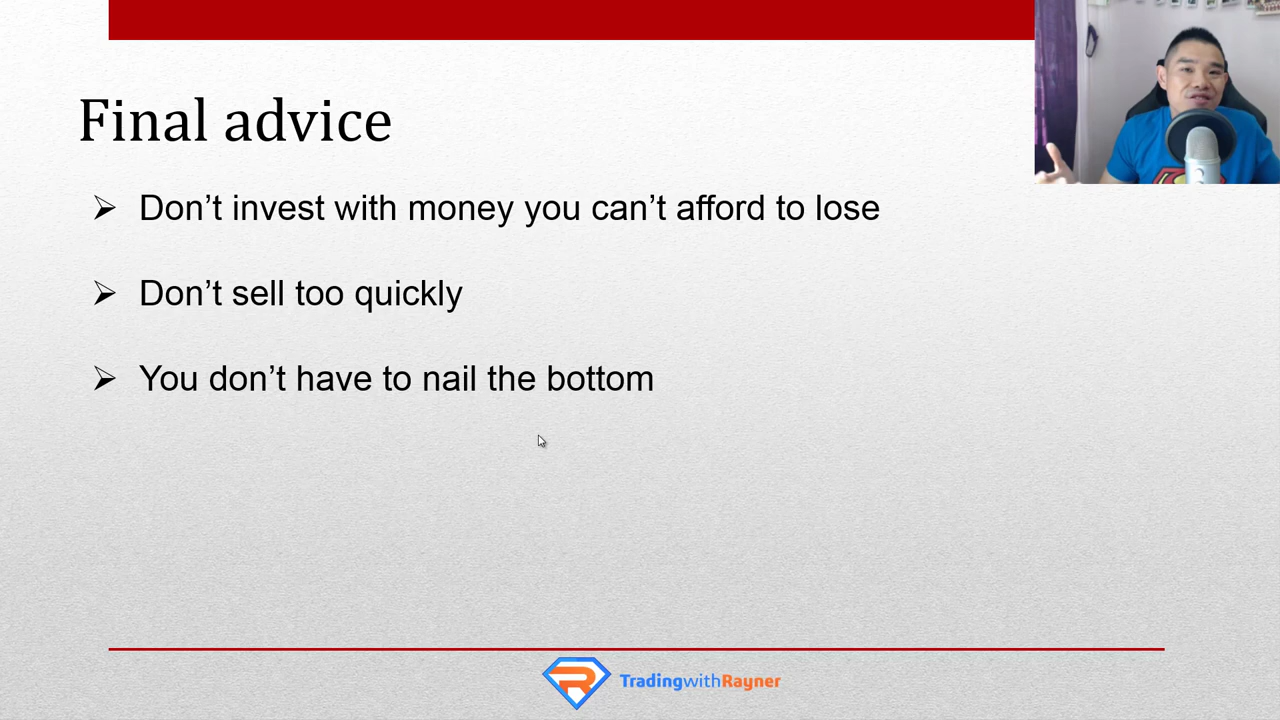 Final advice
Don’t invest with money you can’t afford to lose
Don’t sell too quickly
You don’t have to nail the bottom
R TradingwithRayner